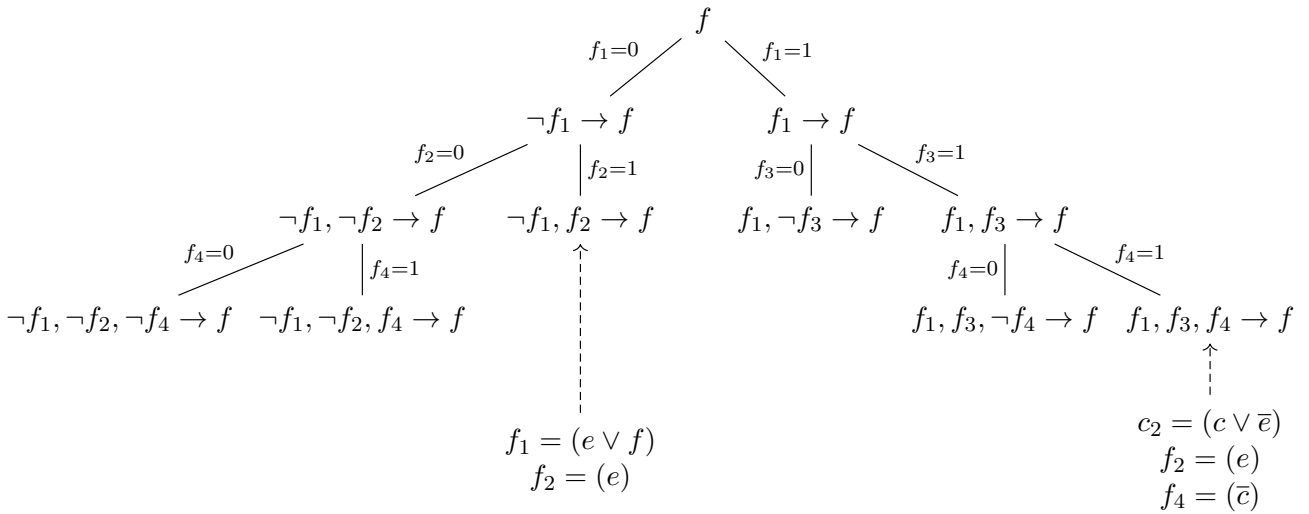 f
f₁=0 f₁=1
¬f₁ → f f₁ → f
f₂=0 f₂=1 f₃=0 f₃=1
¬f₁, ¬f₂ → f ¬f₁, f₂ → f f₁, ¬f₃ → f f₁, f₃ → f
f₄=0 f₄=1 f₄=0 f₄=1
¬f₁, ¬f₂, ¬f₄ → f ¬f₁, ¬f₂, f₄ → f f₁, f₃, ¬f₄ → f f₁, f₃, f₄ → f
f₁ = (e ∨ f)
f₂ = (e)
c₂ = (c ∨ e̅)
f₂ = (e)
f₄ = (c̅)